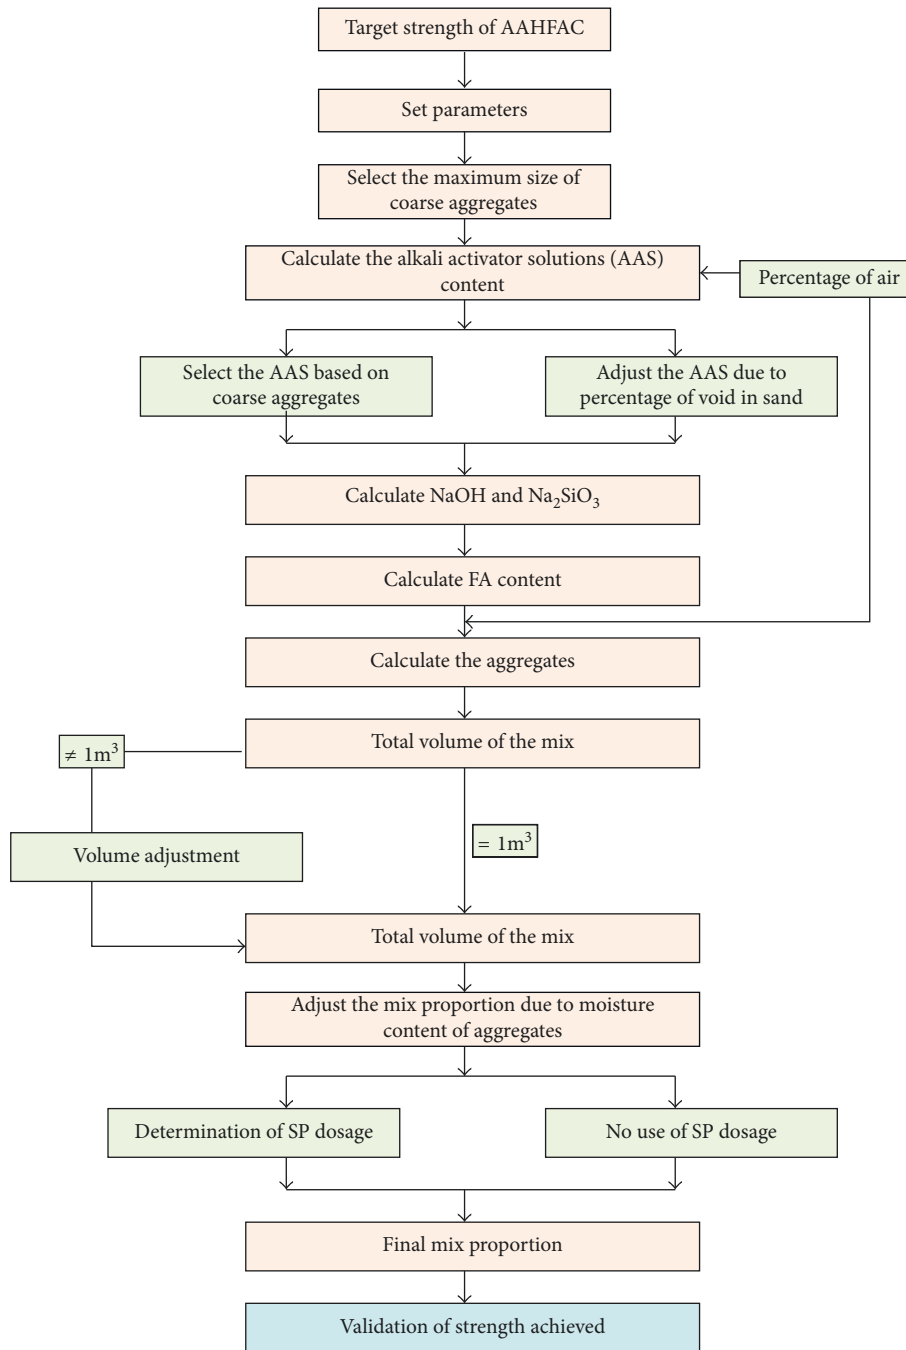 Target strength of AAHFAC
Set parameters
Select the maximum size of
coarse aggregates
Calculate the alkali activator solutions (AAS)
content
Percentage of air
Select the AAS based on
coarse aggregates
Adjust the AAS due to
percentage of void in sand
Calculate NaOH and Na₂SiO₃
Calculate FA content
Calculate the aggregates
Total volume of the mix
≠ 1m³
= 1m³
Volume adjustment
Total volume of the mix
Adjust the mix proportion due to moisture
content of aggregates
Determination of SP dosage
No use of SP dosage
Final mix proportion
Validation of strength achieved